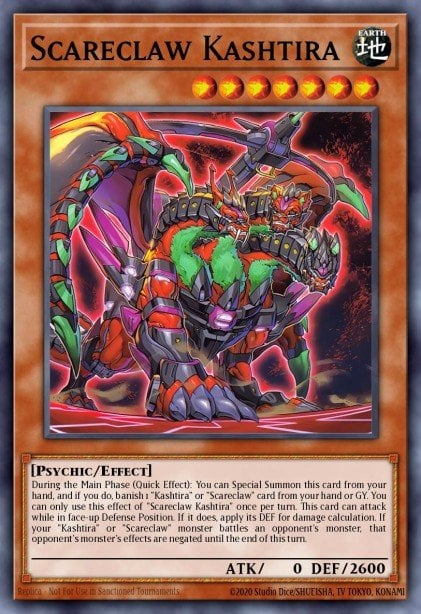 Scareclaw Kashtira
EARTH
地
[Psychic/Effect]
During the Main Phase (Quick Effect): You can Special Summon this card from your
hand, and if you do, banish 1 "Kashtira" or "Scareclaw" card from your hand or GY. You
can only use this effect of "Scareclaw Kashtira" once per turn. This card can attack
while in face-up Defense Position. If it does, apply its DEF for damage calculation. If
your "Kashtira" or "Scareclaw" monster battles an opponent's monster, that
opponent's monster's effects are negated until the end of this turn.
ATK/ 0 DEF/2600
Replica - Not For Use in Sanctioned Tournaments
©2020 Studio Dice/SHUEISHA, TV TOKYO, KONAMI